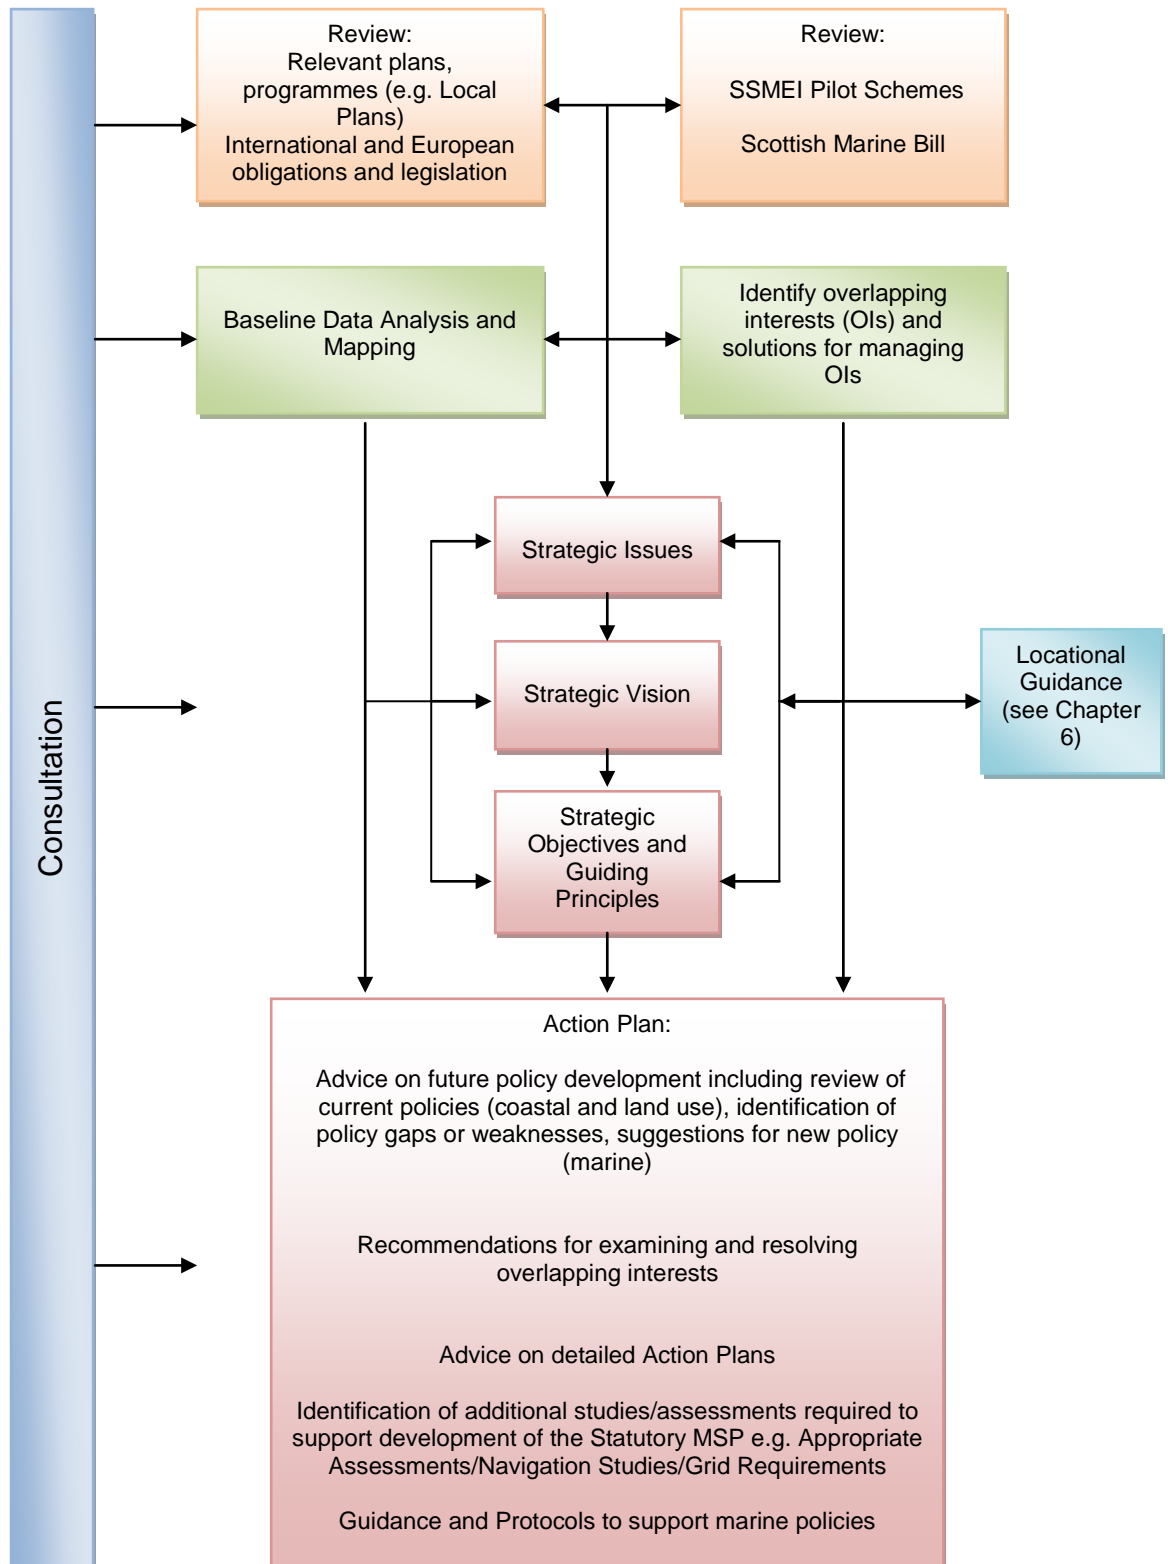 Review:
Relevant plans,
programmes (e.g. Local
Plans)
International and European
obligations and legislation
Review:
SSMEI Pilot Schemes
Scottish Marine Bill
Baseline Data Analysis and
Mapping
Identify overlapping
interests (OIs) and
solutions for managing
OIs
Consultation
Strategic Issues
Strategic Vision
Locational
Guidance
(see Chapter
6)
Strategic
Objectives and
Guiding
Principles
Action Plan:
Advice on future policy development including review of
current policies (coastal and land use), identification of
policy gaps or weaknesses, suggestions for new policy
(marine)
Recommendations for examining and resolving
overlapping interests
Advice on detailed Action Plans
Identification of additional studies/assessments required to
support development of the Statutory MSP e.g. Appropriate
Assessments/Navigation Studies/Grid Requirements
Guidance and Protocols to support marine policies